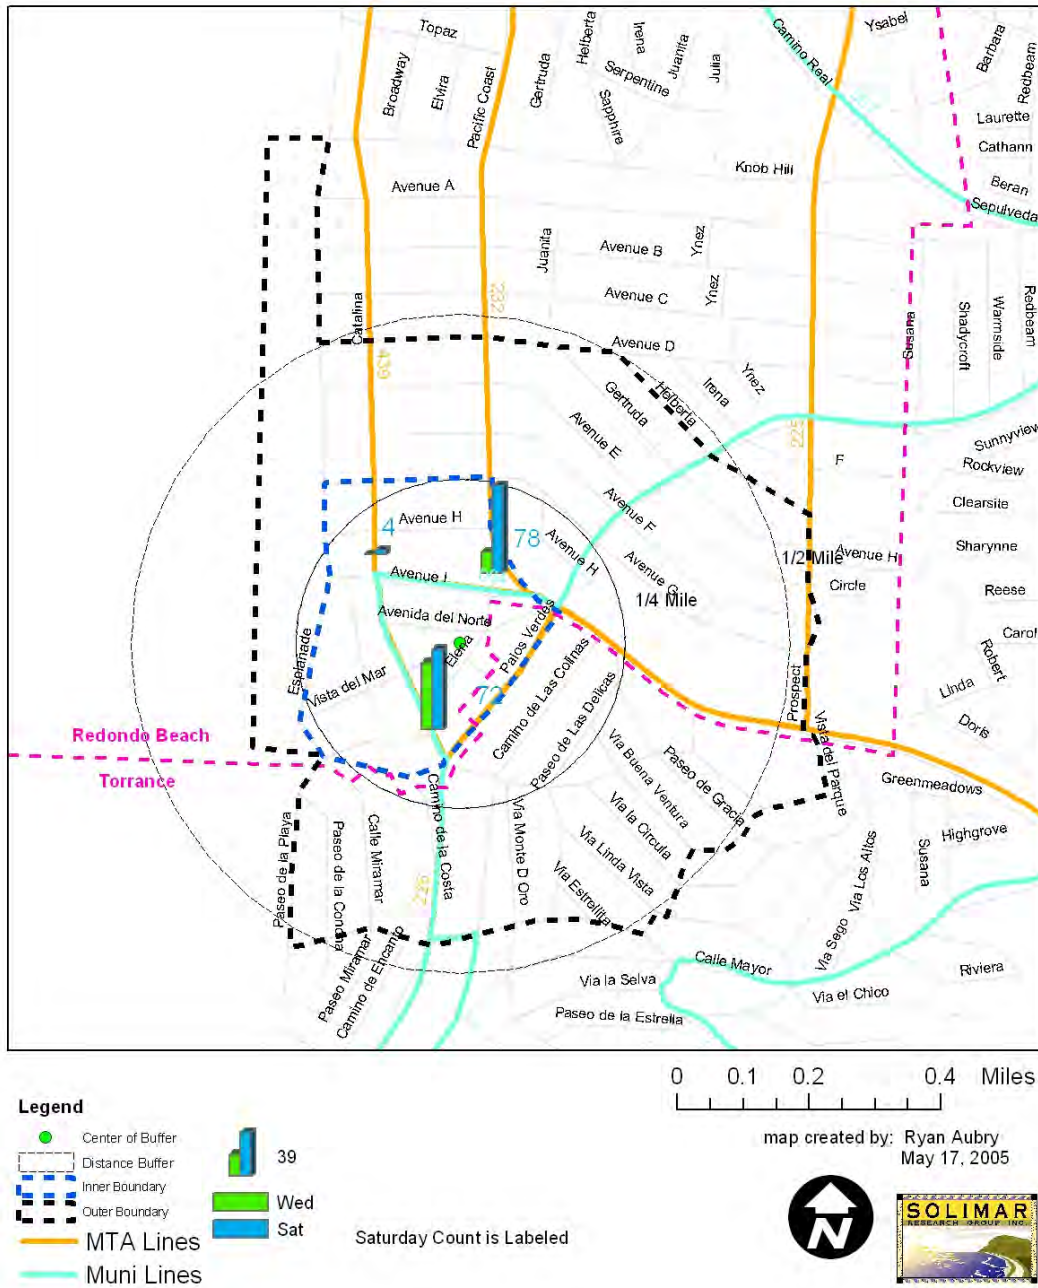 Topaz
Ysabel
Broadway
Elvira
Pacific Coast
Gertruda
Helberta
Irena
Juanita
Julia
Serpentine
Sapphire
Camino Real
Barbara
Redbeam
Laurette
Cathann
Beran
Sepulveda
Knob Hill
Avenue A
Juanita
Avenue B
Ynez
Avenue C
Ynez
Avenue D
Catalina
439
232
Susana
Shadycroft
Warmside
Redbeam
Ynez
Irena
Helberta
Gertruda
Avenue E
225
F
Sunnyview
Rockview
Clearsite
Sharynne
Avenue F
Avenue H
4
78
Avenue H
Avenue G
1/2 Mile
Avenue H
Circle
1/4 Mile
Reese
Carol
Robert
Linda
Doris
Avenue I
Avenida del Norte
Elena
Palos Verdes
72
Esplanade
Vista del Mar
Camino de Las Colinas
Paseo de Las Delicas
Prospect
Vista del Parque
Redondo Beach
Torrance
Via Buena Ventura
Paseo de Gracia
Via la Circula
Via Linda Vista
Via Estrellita
Via Monte D Oro
Camino de la Costa
Calle Miramar
Paseo de la Concha
Paseo de la Playa
Paseo Miramar
Camino de Encanto
Greenmeadows
Highgrove
Susana
Via Los Altos
Via Sego
Calle Mayor
Riviera
Via la Selva
Via el Chico
Paseo de la Estrella
0 0.1 0.2 0.4 Miles
Legend
Center of Buffer
Distance Buffer
Inner Boundary
Outer Boundary
MTA Lines
Muni Lines
39
Wed
Sat
Saturday Count is Labeled
map created by: Ryan Aubry
May 17, 2005
N
SOLIMAR
RESEARCH GROUP INC.